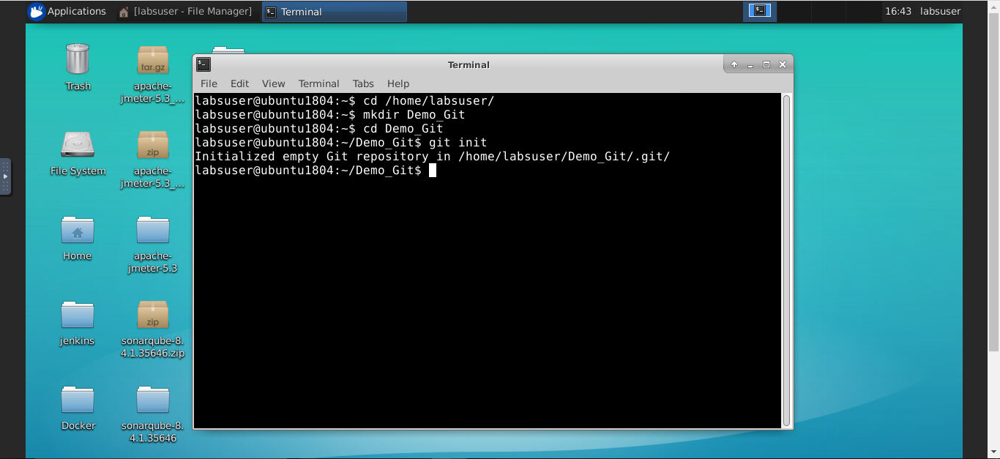 Applications
[labsuser - File Manager]
Terminal
16:43 labsuser
Trash
tar.gz
apache-
jmeter-5.3_...
File System
zip
apache-
jmeter-5.3_...
Home
apache-
jmeter-5.3
jenkins
zip
sonarqube-8.
4.1.35646.zip
Docker
sonarqube-8.
4.1.35646
Terminal
File Edit View Terminal Tabs Help
labsuser@ubuntu1804:~$ cd /home/labsuser/
labsuser@ubuntu1804:~$ mkdir Demo_Git
labsuser@ubuntu1804:~$ cd Demo_Git
labsuser@ubuntu1804:~/Demo_Git$ git init
Initialized empty Git repository in /home/labsuser/Demo_Git/.git/
labsuser@ubuntu1804:~/Demo_Git$